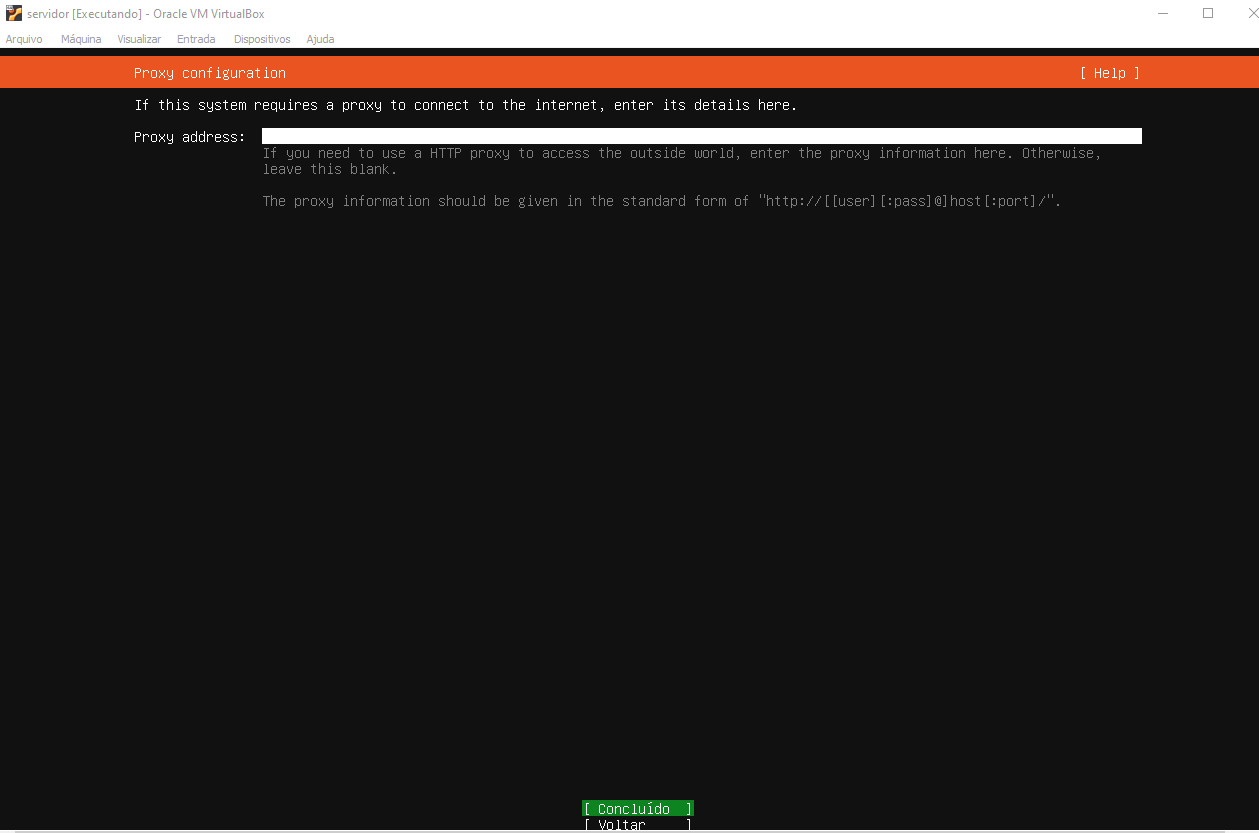 servidor [Executando] - Oracle VM VirtualBox
Arquivo Máquina Visualizar Entrada Dispositivos Ajuda
Proxy configuration [ Help ]
If this system requires a proxy to connect to the internet, enter its details here.
Proxy address:
If you need to use a HTTP proxy to access the outside world, enter the proxy information here. Otherwise,
leave this blank.
The proxy information should be given in the standard form of "http://[[user][:pass]@]host[:port]/".
[ Concluído ]
[ Voltar ]